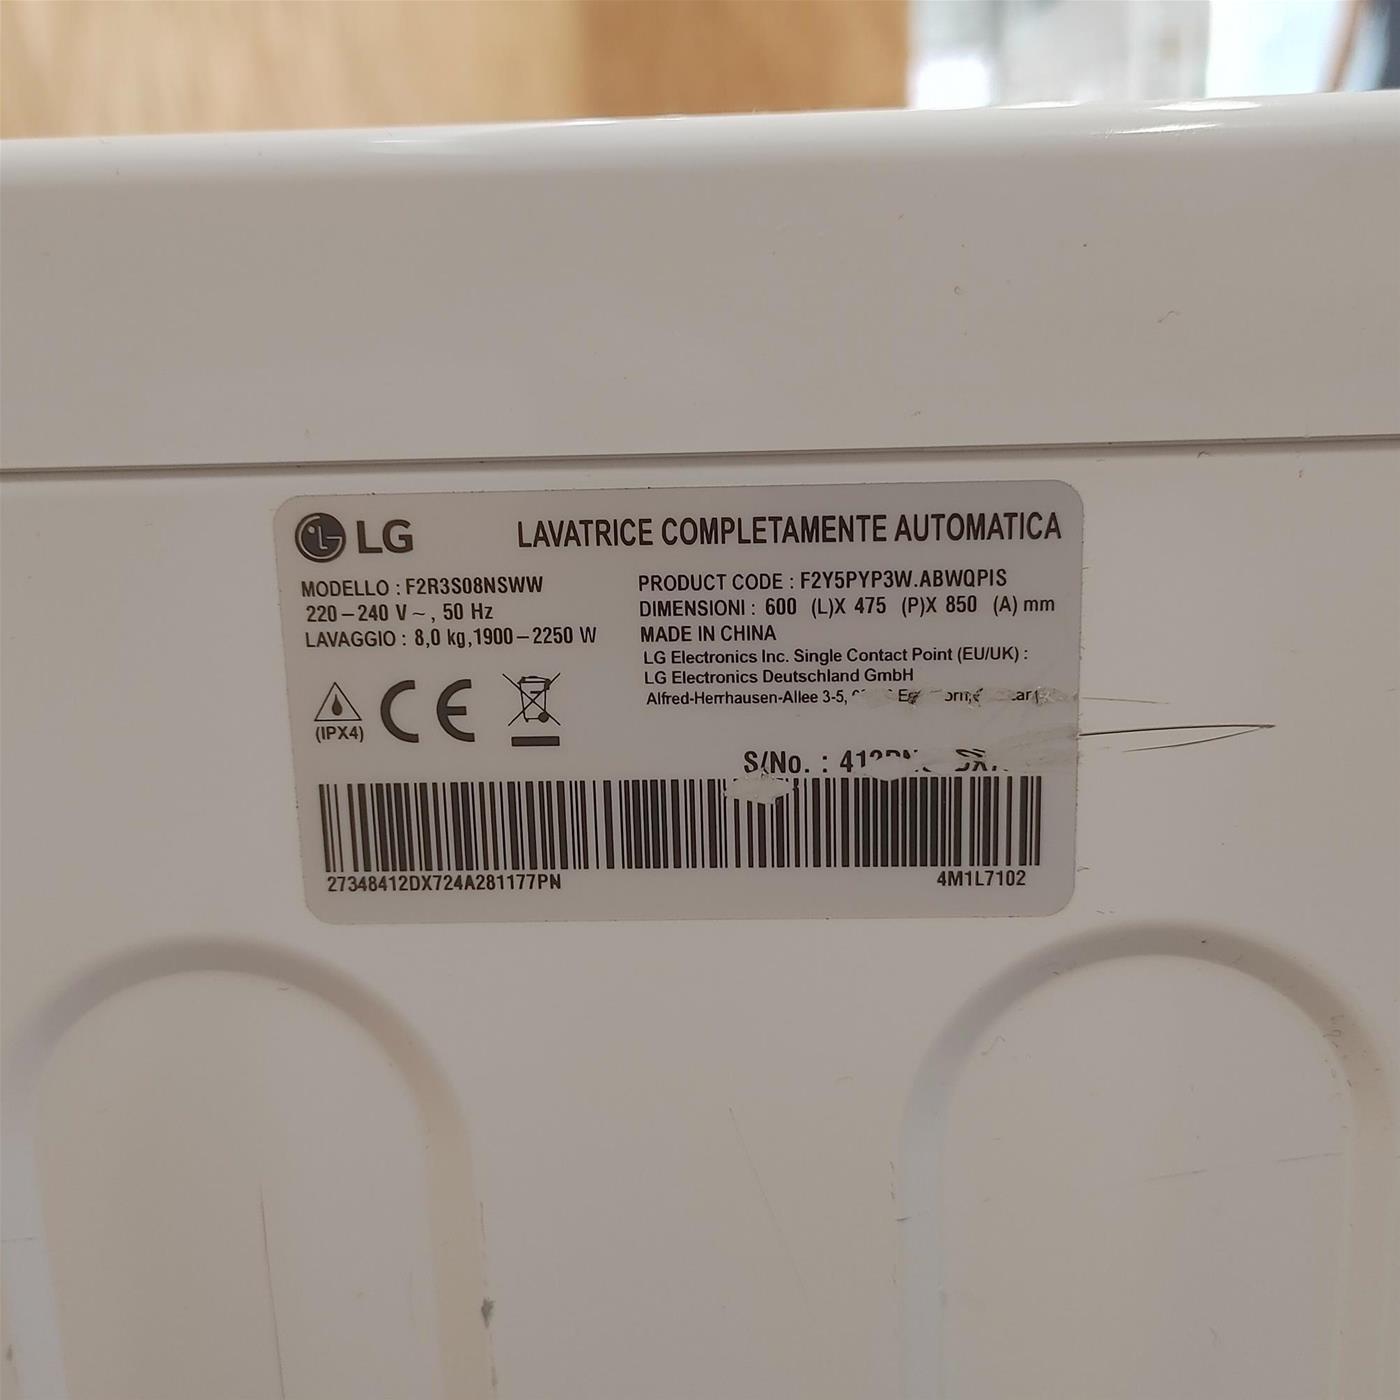 LG
LAVATRICE COMPLETAMENTE AUTOMATICA
MODELLO : F2R3S08NSWW
220-240 V~, 50 Hz
LAVAGGIO : 8,0 kg,1900-2250 W
(IPX4)
CE
PRODUCT CODE : F2Y5PYP3W.ABWQPIS
DIMENSIONI : 600 (L)X 475 (P)X 850 (A) mm
MADE IN CHINA
LG Electronics Inc. Single Contact Point (EU/UK) :
LG Electronics Deutschland GmbH
Alfred-Herrhausen-Allee 3-5,
S/No. :
27348412DX724A281177PN
4M1L7102